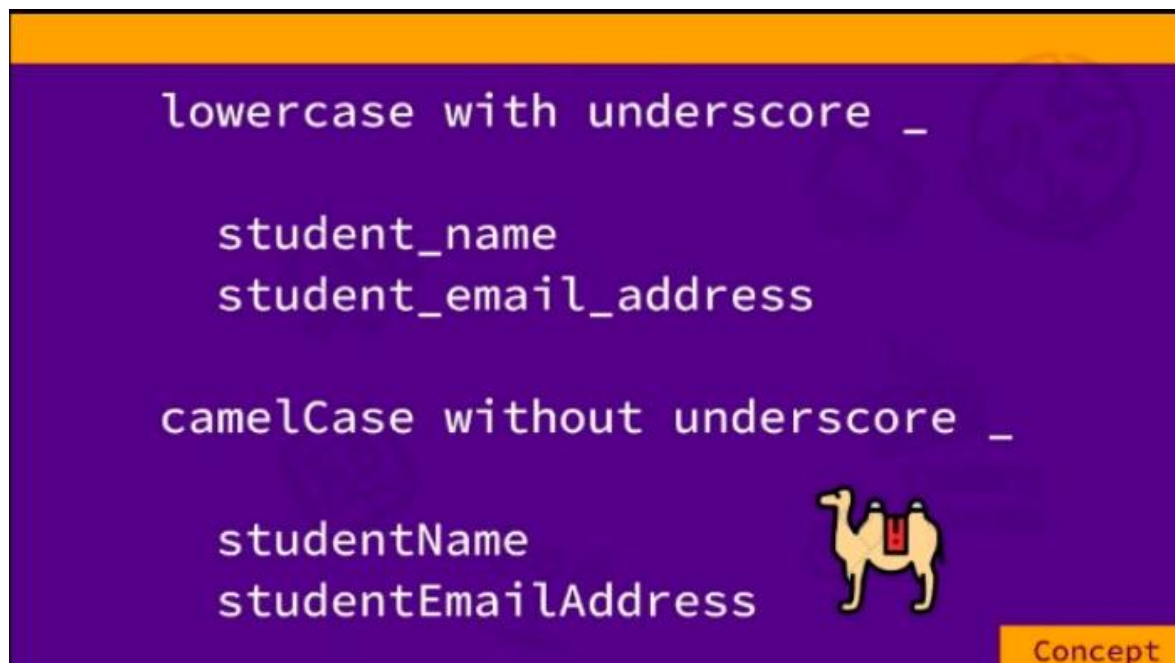 lowercase with underscore _
student_name
student_email_address
camelCase without underscore _
studentName
studentEmailAddress
Concept